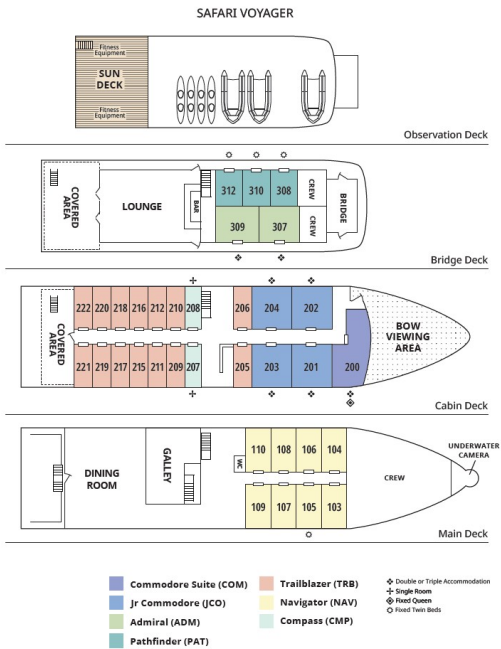 SAFARI VOYAGER
Fitness
Equipment
SUN
DECK
Fitness
Equipment
Observation Deck
COVERED
AREA
LOUNGE
BAR
312
310
308
CREW
309
307
CREW
BRIDGE
Bridge Deck
COVERED
AREA
222
220
218
216
212
210
208
206
204
202
221
219
217
215
211
209
207
205
203
201
200
BOW
VIEWING
AREA
Cabin Deck
DINING
ROOM
GALLEY
WC
110
108
106
104
109
107
105
103
CREW
UNDERWATER
CAMERA
Main Deck
Commodore Suite (COM)
Jr Commodore (JCO)
Admiral (ADM)
Pathfinder (PAT)
Trailblazer (TRB)
Navigator (NAV)
Compass (CMP)
Double or Triple Accommodation
Single Room
Fixed Queen
Fixed Twin Beds